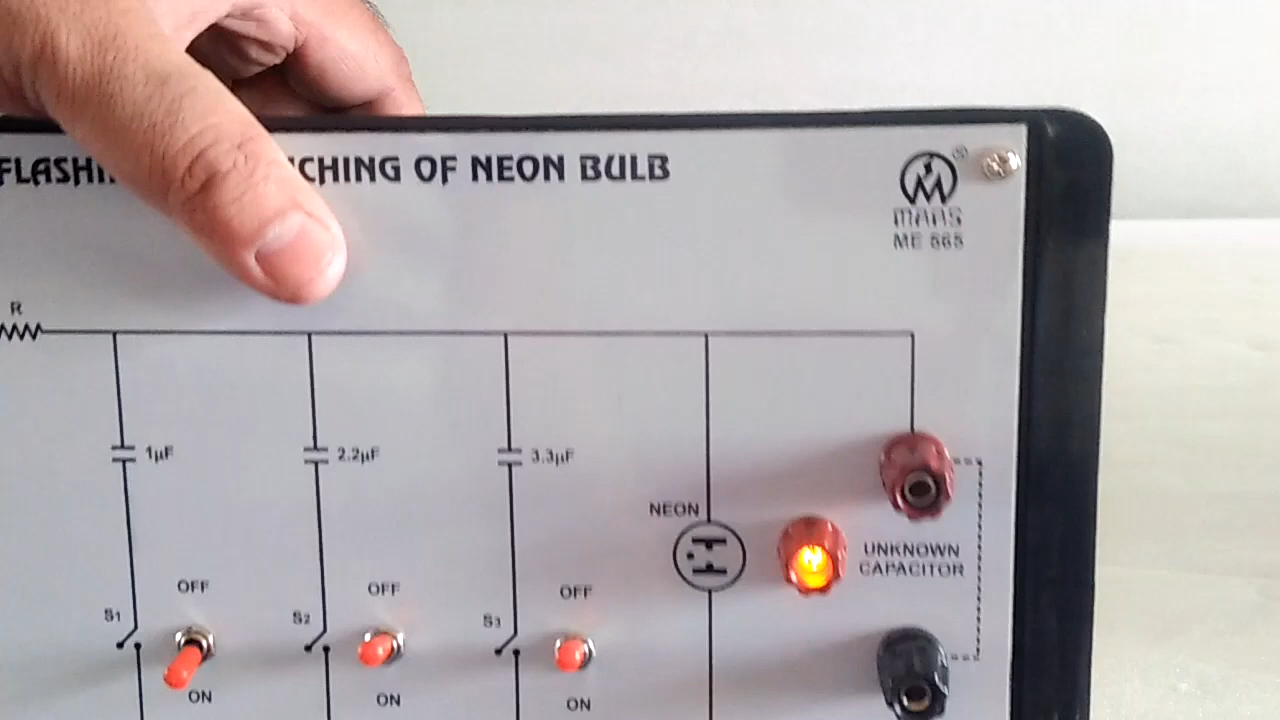 FLASHI CHING OF NEON BULB
MARS
ME 565
R
1µF
2.2µF
3.3µF
NEON
UNKNOWN
CAPACITOR
OFF
OFF
OFF
S1
S2
S3
ON
ON
ON